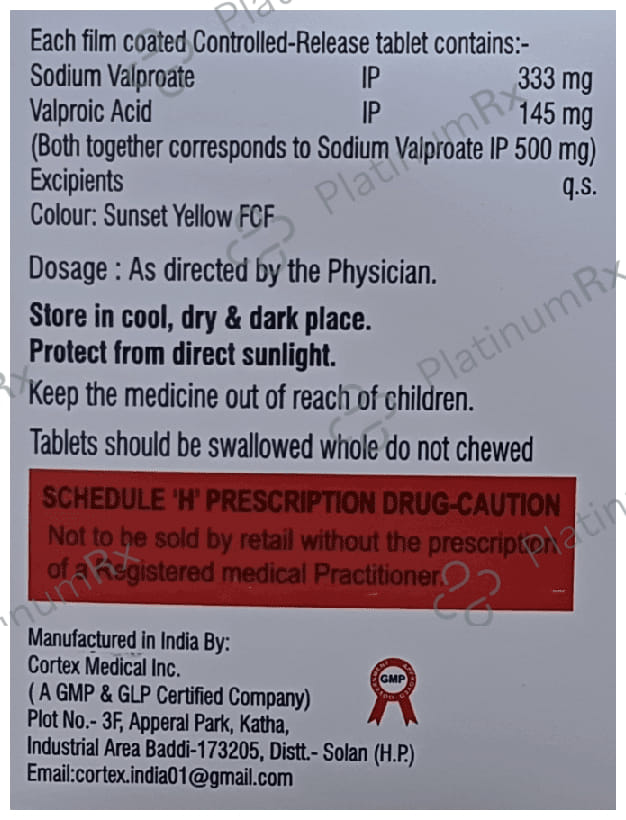 Each film coated Controlled-Release tablet contains:-
Sodium Valproate IP 333 mg
Valproic Acid IP 145 mg
(Both together corresponds to Sodium Valproate IP 500 mg)
Excipients q.s.
Colour: Sunset Yellow FCF
Dosage : As directed by the Physician.
Store in cool, dry & dark place.
Protect from direct sunlight.
Keep the medicine out of reach of children.
Tablets should be swallowed whole do not chewed
SCHEDULE 'H' PRESCRIPTION DRUG-CAUTION
Not to be sold by retail without the prescription
of a Registered medical Practitioner.
Manufactured in India By:
Cortex Medical Inc.
( A GMP & GLP Certified Company)
GMP
Plot No.- 3F, Apperal Park, Katha,
Industrial Area Baddi-173205, Distt.- Solan (H.P.)
Email:cortex.india01@gmail.com
PlatinumRx
PlatinumRx